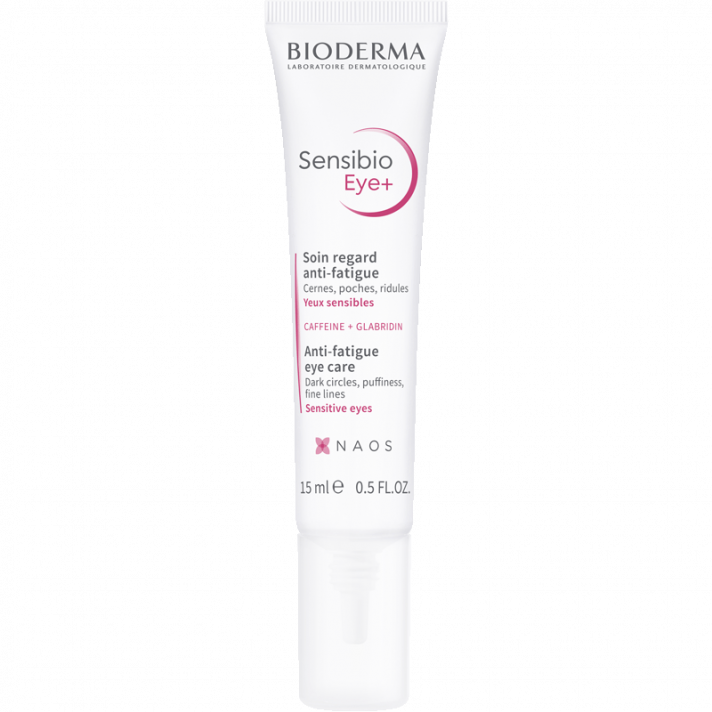 BIODERMA
LABORATOIRE DERMATOLOGIQUE
Sensibio
Eye+
Soin regard
anti-fatigue
Cernes, poches, ridules
Yeux sensibles
CAFFEINE + GLABRIDIN
Anti-fatigue
eye care
Dark circles, puffiness,
fine lines
Sensitive eyes
NAOS
15 ml ℮ 0.5 FL.OZ.